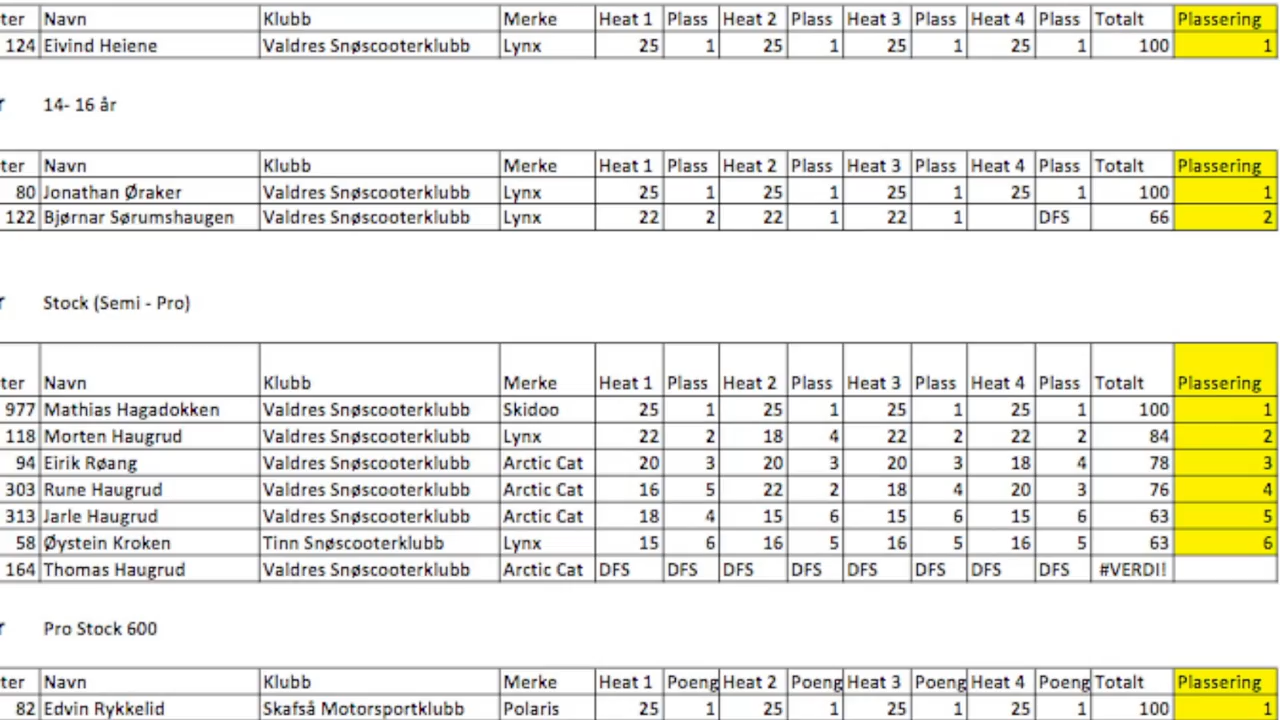 ter Navn Klubb Merke Heat 1 Plass Heat 2 Plass Heat 3 Plass Heat 4 Plass Totalt Plassering
124 Eivind Heiene Valdres Snøscooterklubb Lynx 25 1 25 1 25 1 25 1 100 1
r 14- 16 år
ter Navn Klubb Merke Heat 1 Plass Heat 2 Plass Heat 3 Plass Heat 4 Plass Totalt Plassering
80 Jonathan Øraker Valdres Snøscooterklubb Lynx 25 1 25 1 25 1 25 1 100 1
122 Bjørnar Sørumshaugen Valdres Snøscooterklubb Lynx 22 2 22 1 22 1 DFS 66 2
r Stock (Semi - Pro)
ter Navn Klubb Merke Heat 1 Plass Heat 2 Plass Heat 3 Plass Heat 4 Plass Totalt Plassering
977 Mathias Hagadokken Valdres Snøscooterklubb Skidoo 25 1 25 1 25 1 25 1 100 1
118 Morten Haugrud Valdres Snøscooterklubb Lynx 22 2 18 4 22 2 22 2 84 2
94 Eirik Røang Valdres Snøscooterklubb Arctic Cat 20 3 20 3 20 3 18 4 78 3
303 Rune Haugrud Valdres Snøscooterklubb Arctic Cat 16 5 22 2 18 4 20 3 76 4
313 Jarle Haugrud Valdres Snøscooterklubb Arctic Cat 18 4 15 6 15 6 15 6 63 5
58 Øystein Kroken Tinn Snøscooterklubb Lynx 15 6 16 5 16 5 16 5 63 6
164 Thomas Haugrud Valdres Snøscooterklubb Arctic Cat DFS DFS DFS DFS DFS DFS DFS DFS #VERDI!
r Pro Stock 600
ter Navn Klubb Merke Heat 1 Poeng Heat 2 Poeng Heat 3 Poeng Heat 4 Poeng Totalt Plassering
82 Edvin Rykkelid Skafså Motorsportklubb Polaris 25 1 25 1 25 1 25 1 100 1